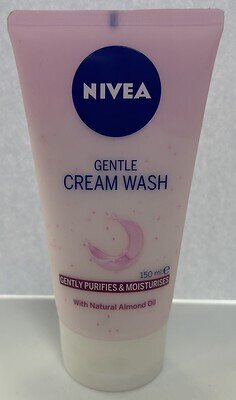 NIVEA
GENTLE
CREAM WASH
150 ml ℮
GENTLY PURIFIES & MOISTURISES
With Natural Almond Oil